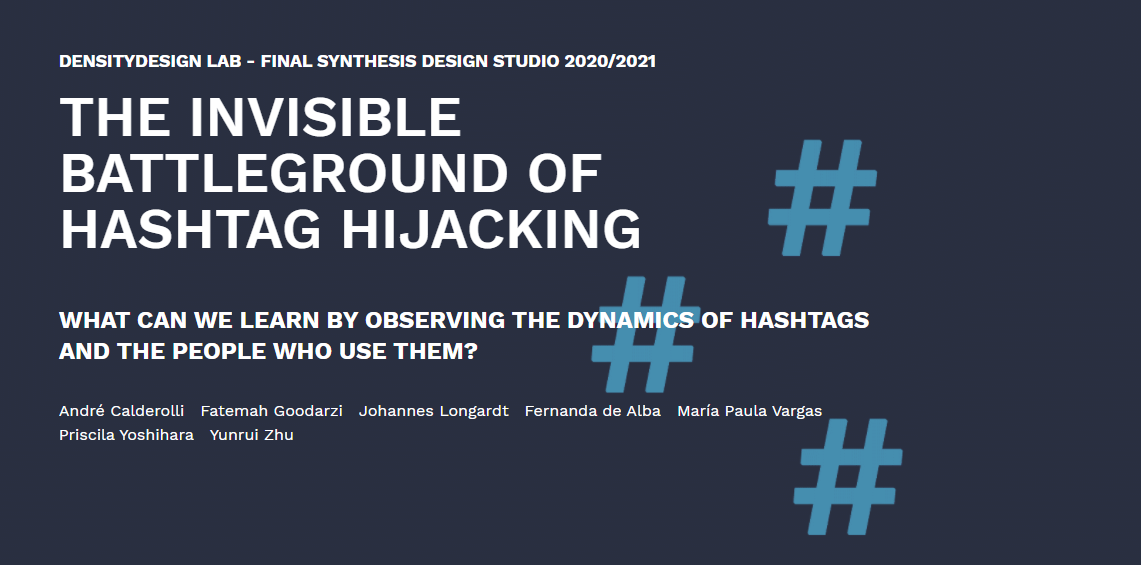 DENSITYDESIGN LAB - FINAL SYNTHESIS DESIGN STUDIO 2020/2021
THE INVISIBLE
BATTLEGROUND OF
HASHTAG HIJACKING
#
#
WHAT CAN WE LEARN BY OBSERVING THE DYNAMICS OF HASHTAGS
AND THE PEOPLE WHO USE THEM?
André Calderolli Fatemah Goodarzi Johannes Longardt Fernanda de Alba María Paula Vargas
Priscila Yoshihara Yunrui Zhu
#